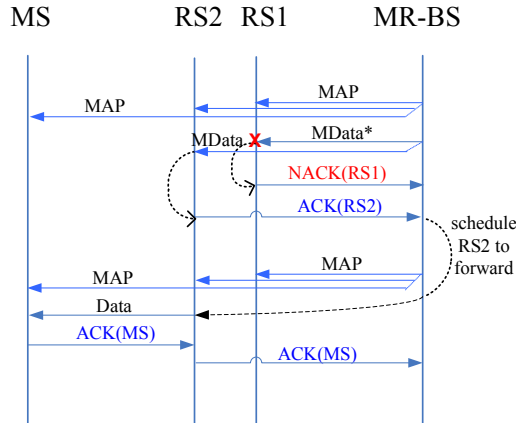 MS RS2 RS1 MR-BS
MAP
MAP
MData*
MData
NACK(RS1)
ACK(RS2)
schedule
RS2 to
forward
MAP
MAP
Data
ACK(MS)
ACK(MS)